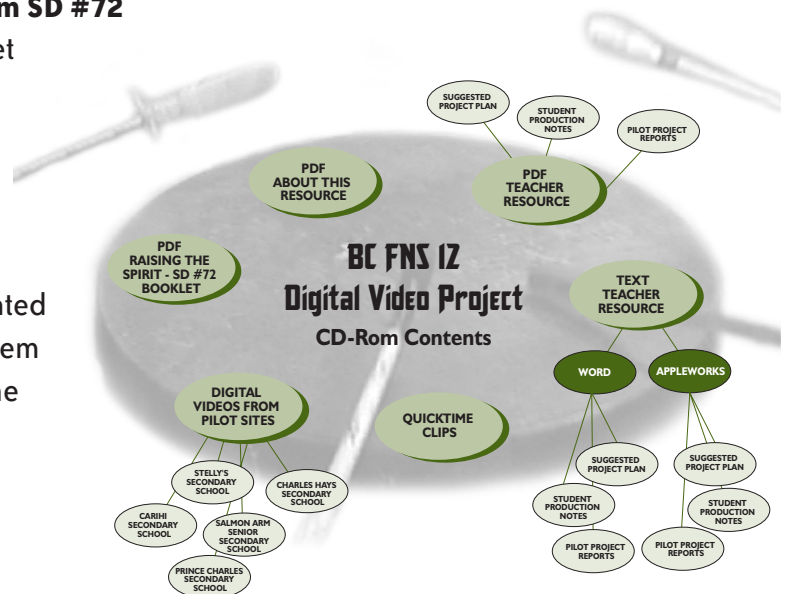 m SD #72
et
nted
em
ne
SUGGESTED
PROJECT PLAN
STUDENT
PRODUCTION
NOTES
PILOT PROJECT
REPORTS
PDF
ABOUT THIS
RESOURCE
PDF
TEACHER
RESOURCE
PDF
RAISING THE
SPIRIT - SD #72
BOOKLET
BC FNS 12
Digital Video Project
CD-Rom Contents
TEXT
TEACHER
RESOURCE
WORD
APPLEWORKS
DIGITAL
VIDEOS FROM
PILOT SITES
QUICKTIME
CLIPS
STELLY'S
SECONDARY
SCHOOL
CHARLES HAYS
SECONDARY
SCHOOL
CARIHI
SECONDARY
SCHOOL
SALMON ARM
SENIOR
SECONDARY
SCHOOL
PRINCE CHARLES
SECONDARY
SCHOOL
SUGGESTED
PROJECT PLAN
STUDENT
PRODUCTION
NOTES
PILOT PROJECT
REPORTS
SUGGESTED
PROJECT PLAN
STUDENT
PRODUCTION
NOTES
PILOT PROJECT
REPORTS